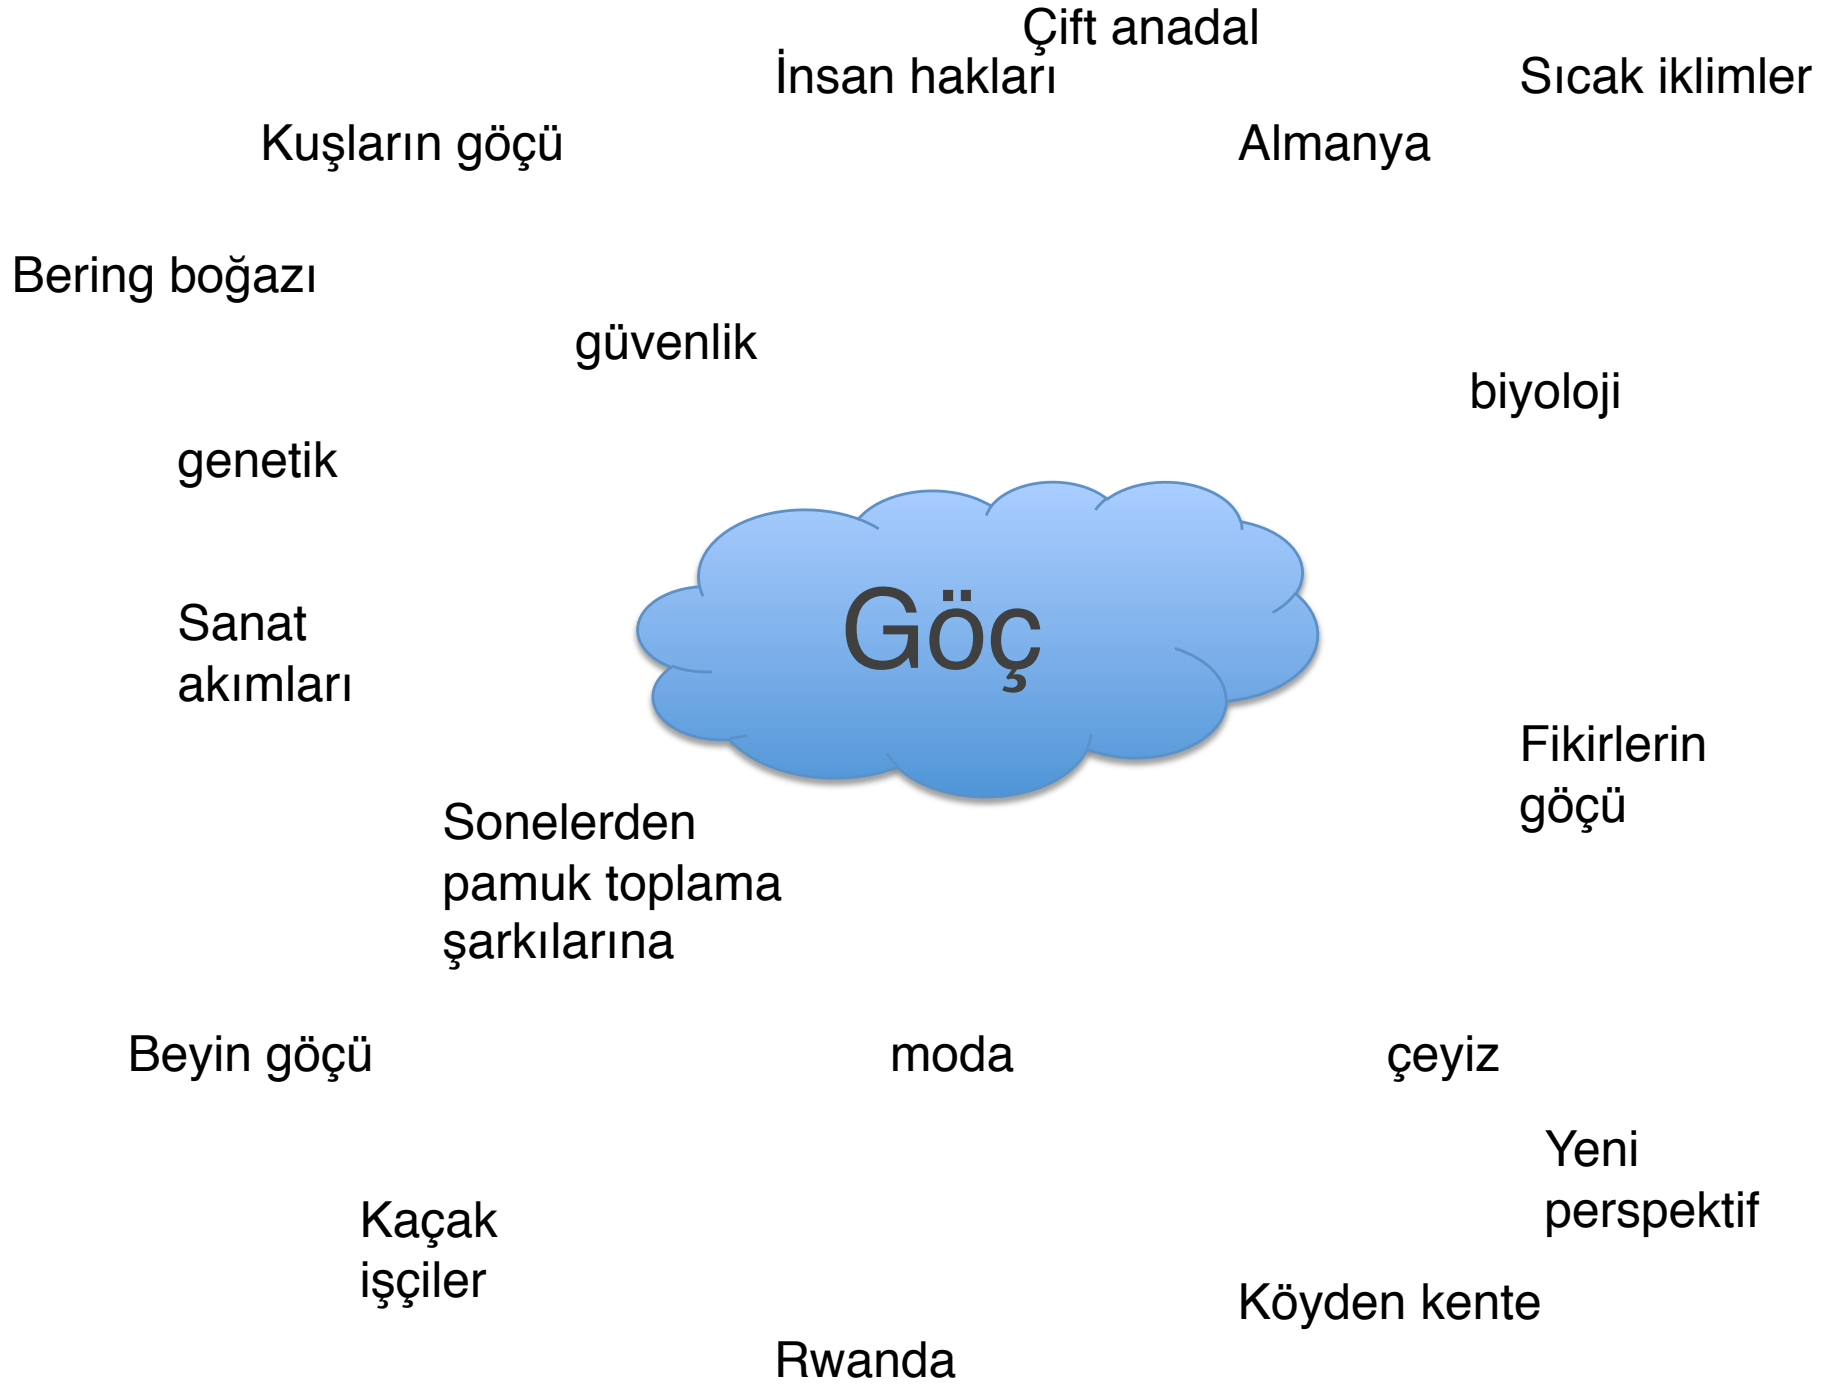 Çift anadal
İnsan hakları
Sıcak iklimler
Kuşların göçü
Almanya
Bering boğazı
güvenlik
biyoloji
genetik
Göç
Sanat
akımları
Fikirlerin
göçü
Sonelerden
pamuk toplama
şarkılarına
Beyin göçü
moda
çeyiz
Yeni
perspektif
Kaçak
işçiler
Köyden kente
Rwanda